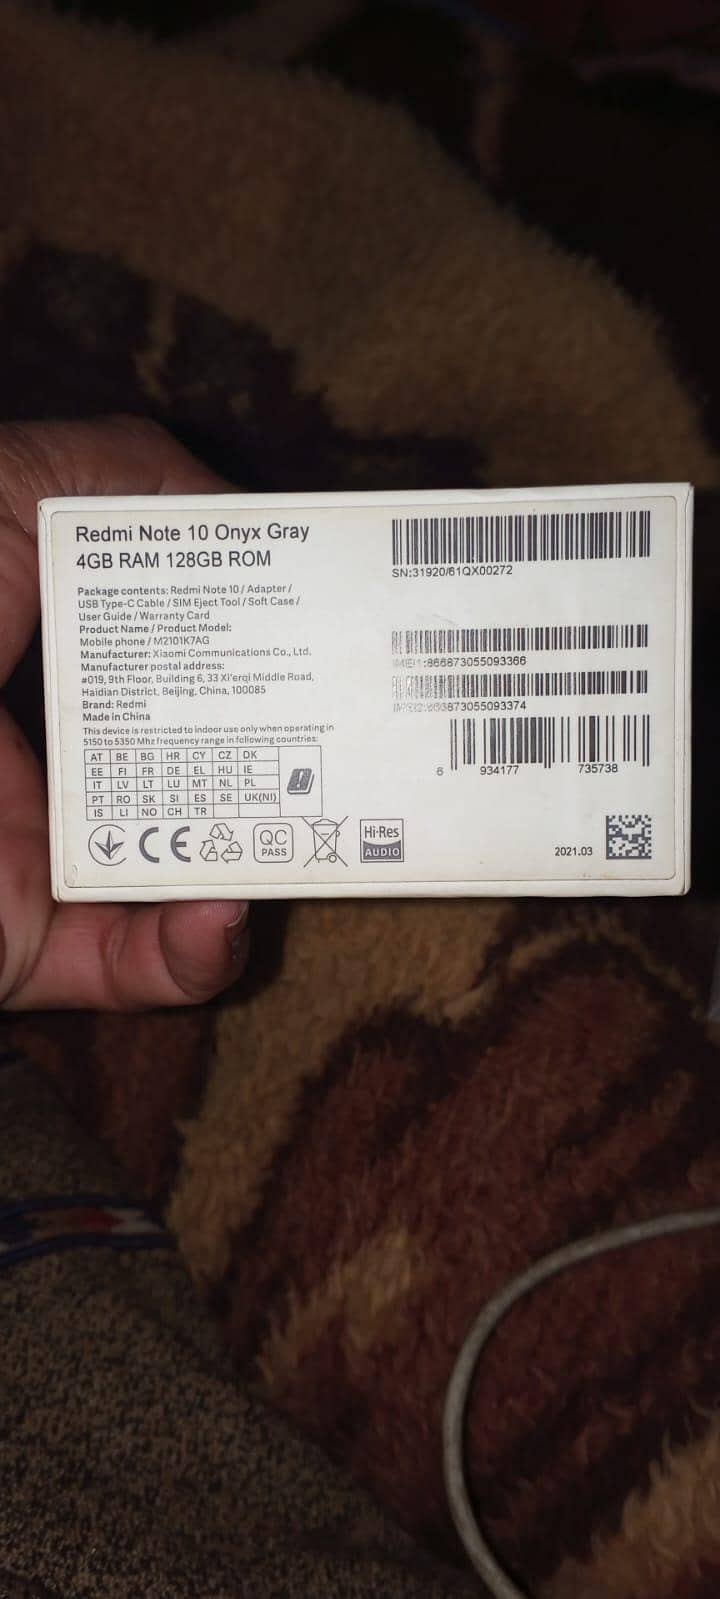 Redmi Note 10 Onyx Gray
4GB RAM 128GB ROM
Package contents: Redmi Note 10 / Adapter /
USB Type-C Cable / SIM Eject Tool / Soft Case /
User Guide / Warranty Card
Product Name / Product Model:
Mobile phone / M2101K7AG
Manufacturer: Xiaomi Communications Co., Ltd.
Manufacturer postal address:
#019, 9th Floor, Building 6, 33 Xi'erqi Middle Road,
Haidian District, Beijing, China, 100085
Brand: Redmi
Made in China
This device is restricted to indoor use only when operating in
5150 to 5350 Mhz frequency range in following countries:
AT BE BG HR CY CZ DK
EE FI FR DE EL HU IE
IT LV LT LU MT NL PL
PT RO SK SI ES SE UK(NI)
IS LI NO CH TR
CE
QC
PASS
Hi-Res
AUDIO
SN:31920/61QX00272
IMEI1:866873055093366
IMEI2:866873055093374
6 934177 735738
2021.03